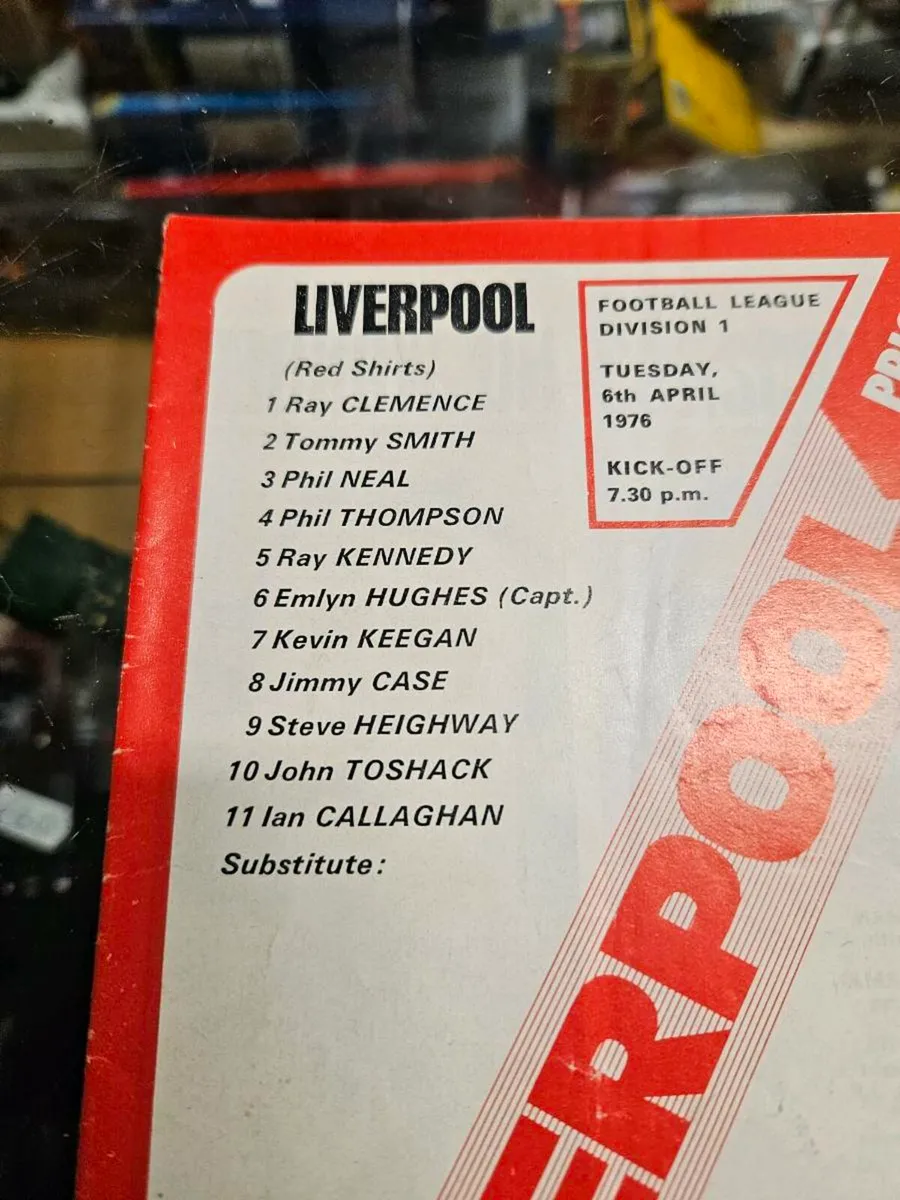 LIVERPOOL
(Red Shirts)
1 Ray CLEMENCE
2 Tommy SMITH
3 Phil NEAL
4 Phil THOMPSON
5 Ray KENNEDY
6 Emlyn HUGHES (Capt.)
7 Kevin KEEGAN
8 Jimmy CASE
9 Steve HEIGHWAY
10 John TOSHACK
11 Ian CALLAGHAN
Substitute:
FOOTBALL LEAGUE
DIVISION 1
TUESDAY,
6th APRIL
1976
KICK-OFF
7.30 p.m.
ERPOOL